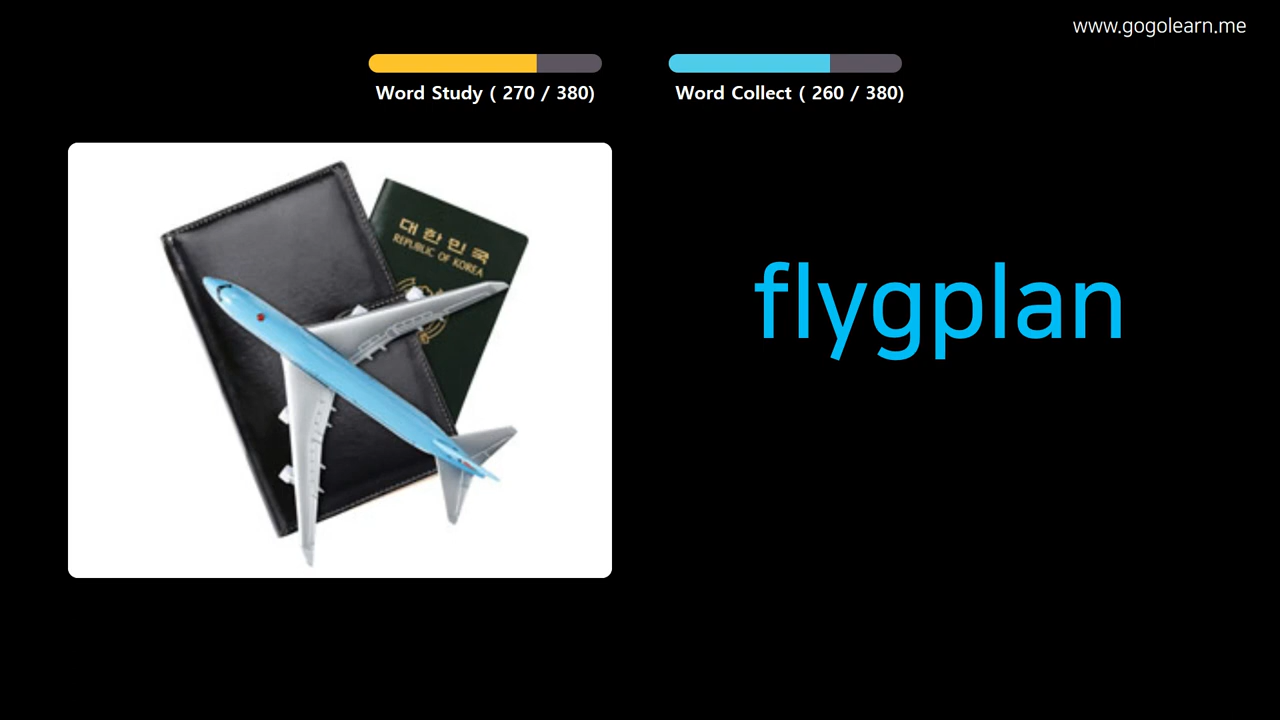 www.gogolearn.me
Word Study ( 270 / 380)
Word Collect ( 260 / 380)
대한민국
REPUBLIC OF KOREA
flygplan